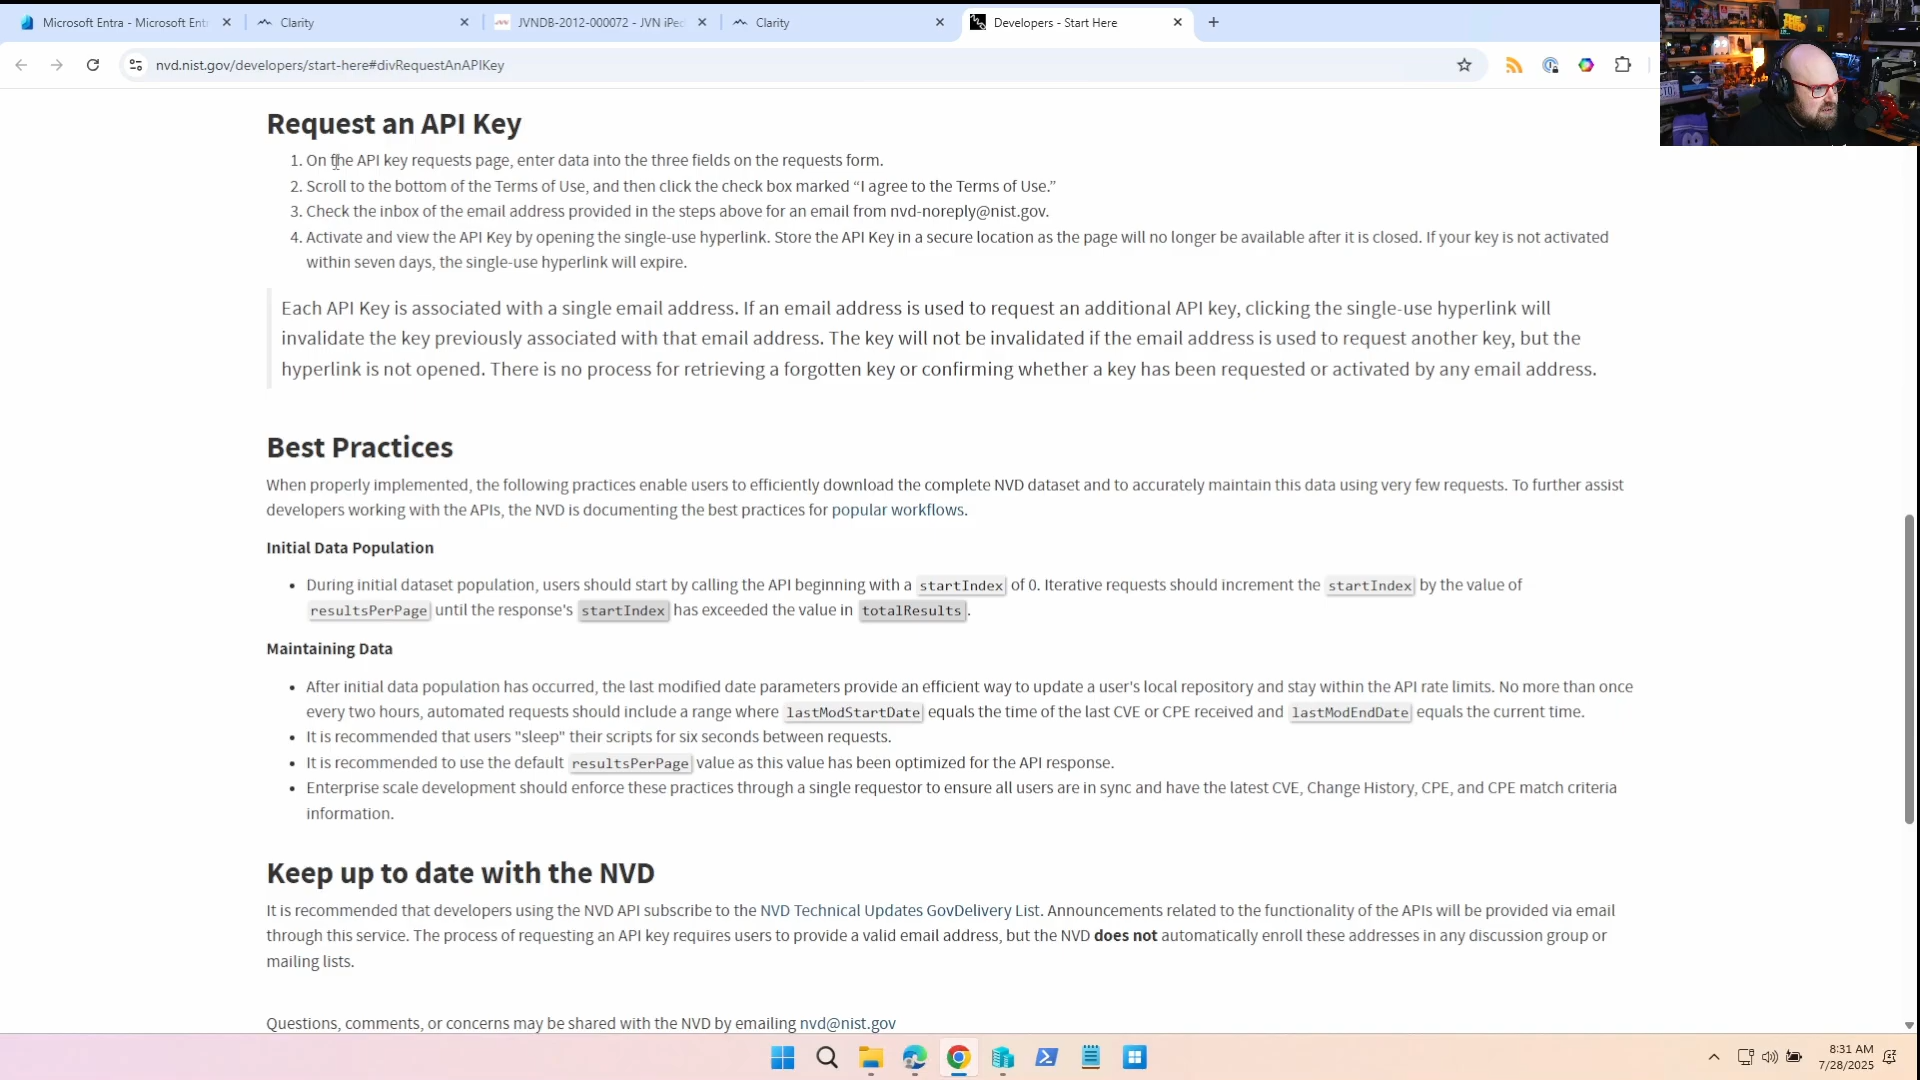 Microsoft Entra - Microsoft Ent
Clarity
JVNDB-2012-000072 - JVN iPed
Clarity
Developers - Start Here
nvd.nist.gov/developers/start-here#divRequestAnAPIKey
Request an API Key
1. On the API key requests page, enter data into the three fields on the requests form.
2. Scroll to the bottom of the Terms of Use, and then click the check box marked “I agree to the Terms of Use.”
3. Check the inbox of the email address provided in the steps above for an email from nvd-noreply@nist.gov.
4. Activate and view the API Key by opening the single-use hyperlink. Store the API Key in a secure location as the page will no longer be available after it is closed. If your key is not activated
within seven days, the single-use hyperlink will expire.
Each API Key is associated with a single email address. If an email address is used to request an additional API key, clicking the single-use hyperlink will
invalidate the key previously associated with that email address. The key will not be invalidated if the email address is used to request another key, but the
hyperlink is not opened. There is no process for retrieving a forgotten key or confirming whether a key has been requested or activated by any email address.
Best Practices
When properly implemented, the following practices enable users to efficiently download the complete NVD dataset and to accurately maintain this data using very few requests. To further assist
developers working with the APIs, the NVD is documenting the best practices for popular workflows.
Initial Data Population
• During initial dataset population, users should start by calling the API beginning with a startIndex of 0. Iterative requests should increment the startIndex by the value of
resultsPerPage until the response's startIndex has exceeded the value in totalResults.
Maintaining Data
• After initial data population has occurred, the last modified date parameters provide an efficient way to update a user's local repository and stay within the API rate limits. No more than once
every two hours, automated requests should include a range where lastModStartDate equals the time of the last CVE or CPE received and lastModEndDate equals the current time.
• It is recommended that users "sleep" their scripts for six seconds between requests.
• It is recommended to use the default resultsPerPage value as this value has been optimized for the API response.
• Enterprise scale development should enforce these practices through a single requestor to ensure all users are in sync and have the latest CVE, Change History, CPE, and CPE match criteria
information.
Keep up to date with the NVD
It is recommended that developers using the NVD API subscribe to the NVD Technical Updates GovDelivery List. Announcements related to the functionality of the APIs will be provided via email
through this service. The process of requesting an API key requires users to provide a valid email address, but the NVD does not automatically enroll these addresses in any discussion group or
mailing lists.
Questions, comments, or concerns may be shared with the NVD by emailing nvd@nist.gov
8:31 AM
7/28/2025